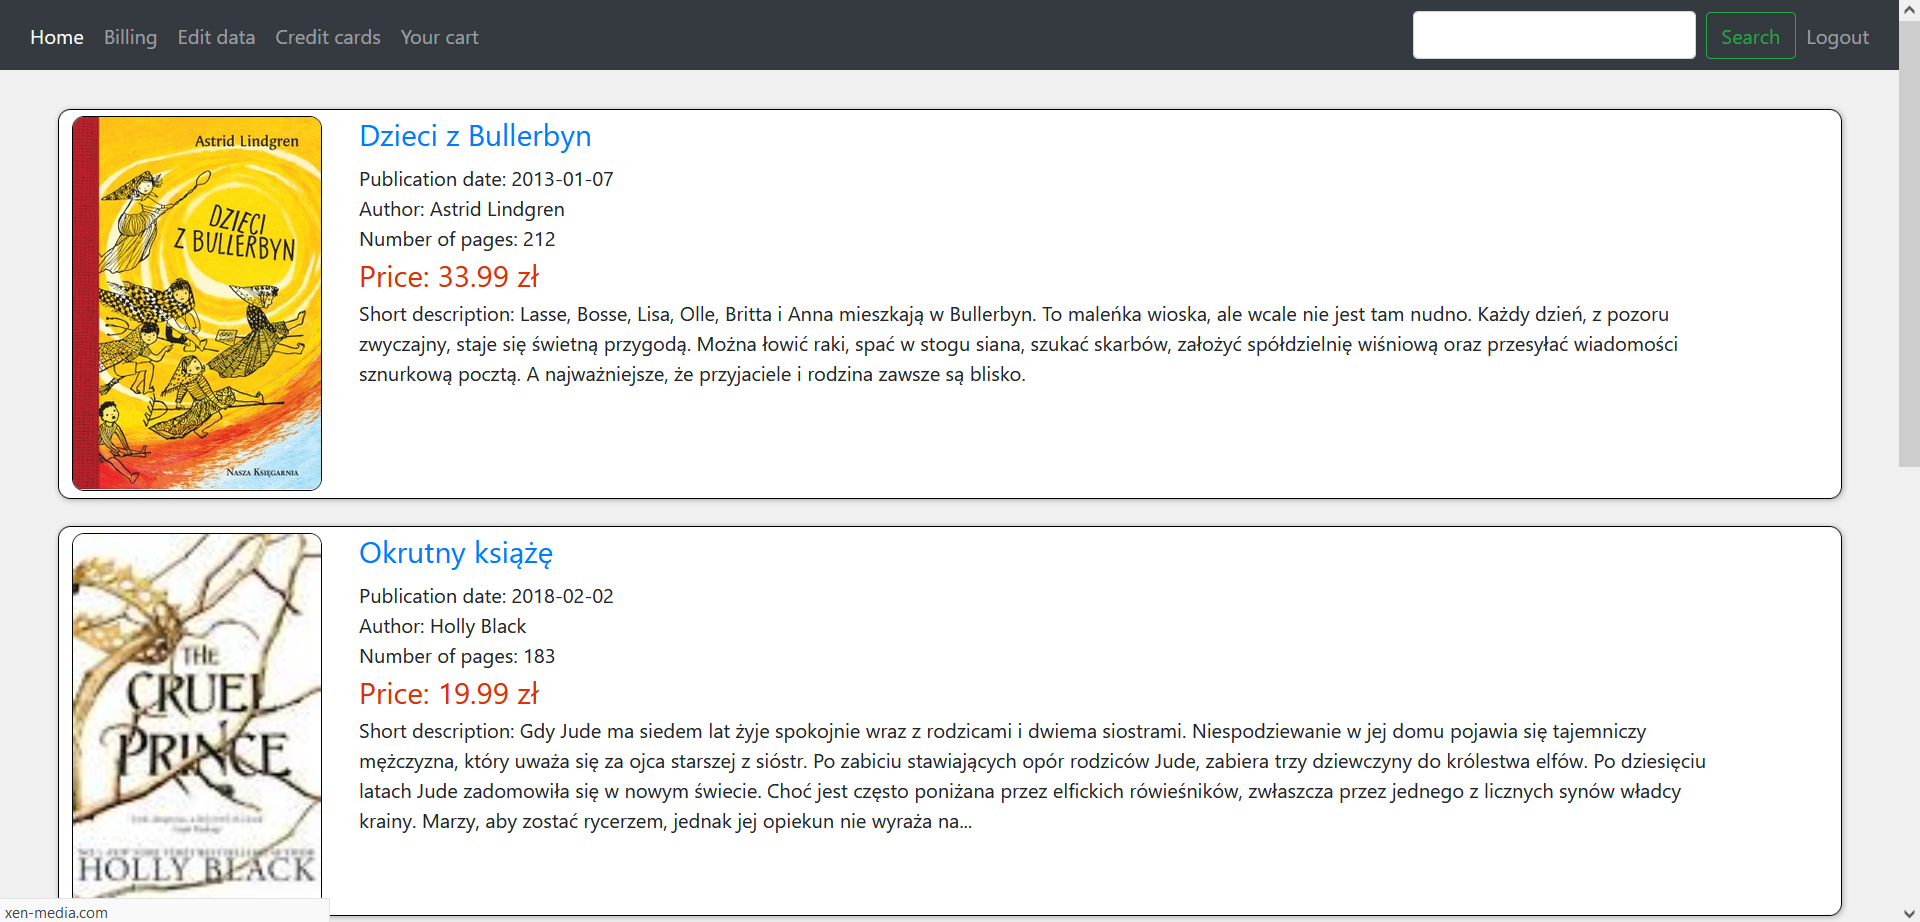 Home Billing Edit data Credit cards Your cart Search Logout
Astrid Lindgren
DZIECI
Z BULLERBYN
NASZA KSIĘGARNIA
Dzieci z Bullerbyn
Publication date: 2013-01-07
Author: Astrid Lindgren
Number of pages: 212
Price: 33.99 zł
Short description: Lasse, Bosse, Lisa, Olle, Britta i Anna mieszkają w Bullerbyn. To maleńka wioska, ale wcale nie jest tam nudno. Każdy dzień, z pozoru
zwyczajny, staje się świetną przygodą. Można łowić raki, spać w stogu siana, szukać skarbów, założyć spółdzielnię wiśniową oraz przesyłać wiadomości
sznurkową pocztą. A najważniejsze, że przyjaciele i rodzina zawsze są blisko.
THE
CRUEL
PRINCE
HOLLY BLACK
Okrutny książę
Publication date: 2018-02-02
Author: Holly Black
Number of pages: 183
Price: 19.99 zł
Short description: Gdy Jude ma siedem lat żyje spokojnie wraz z rodzicami i dwiema siostrami. Niespodziewanie w jej domu pojawia się tajemniczy
mężczyzna, który uważa się za ojca starszej z sióstr. Po zabiciu stawiających opór rodziców Jude, zabiera trzy dziewczyny do królestwa elfów. Po dziesięciu
latach Jude zadomowiła się w nowym świecie. Choć jest często poniżana przez elfickich rówieśników, zwłaszcza przez jednego z licznych synów władcy
krainy. Marzy, aby zostać rycerzem, jednak jej opiekun nie wyraża na...
xen-media.com